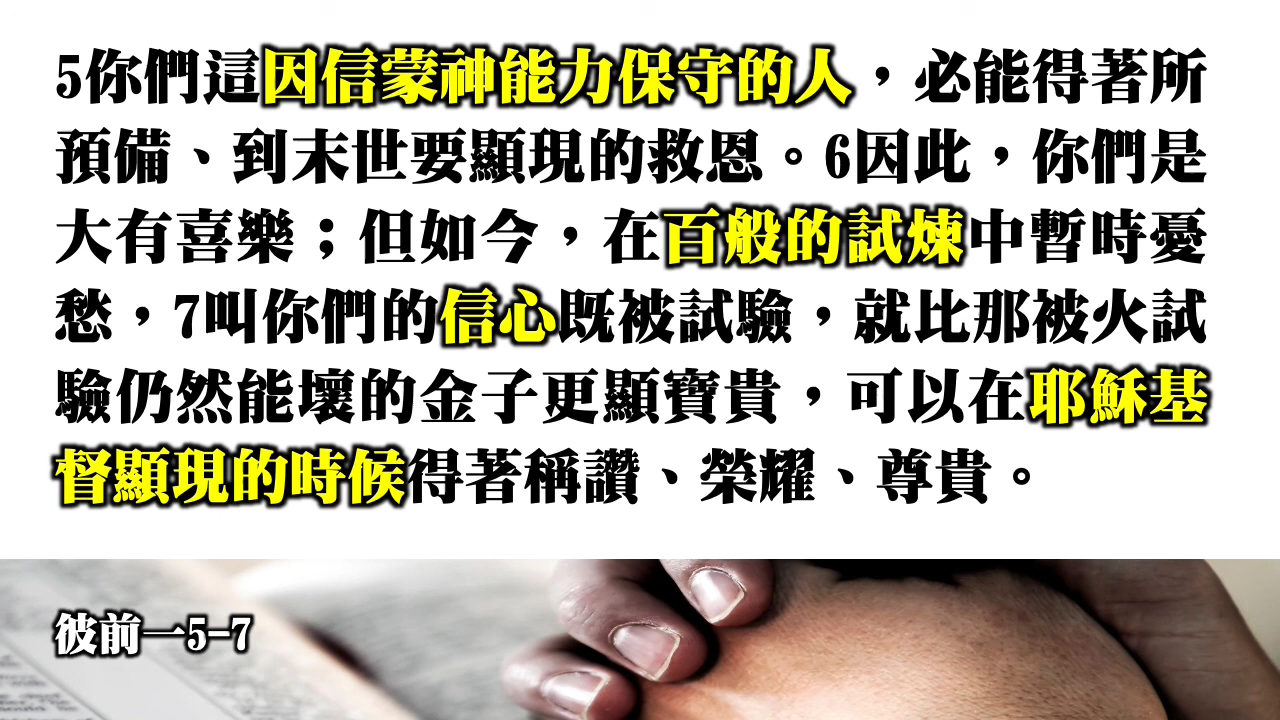 5你們這因信蒙神能力保守的人，必能得著所
預備、到末世要顯現的救恩。6因此，你們是
大有喜樂；但如今，在百般的試煉中暫時憂
愁，7叫你們的信心既被試驗，就比那被火試
驗仍然能壞的金子更顯寶貴，可以在耶穌基
督顯現的時候得著稱讚、榮耀、尊貴。
彼前一5-7